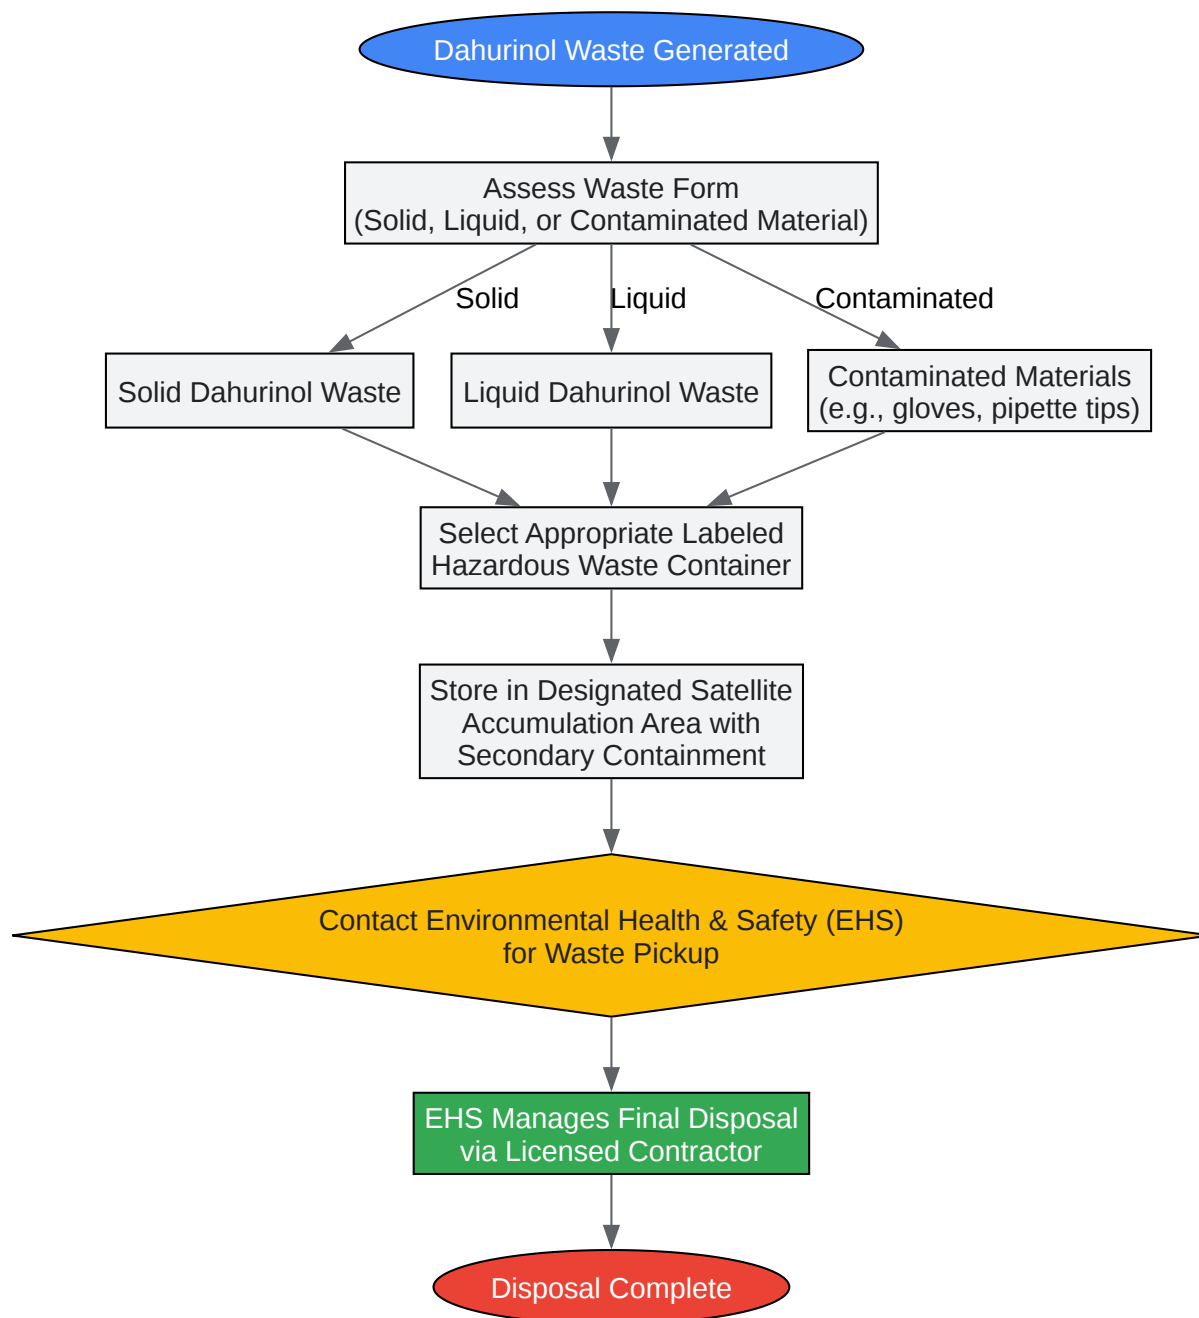 Dahurinol Waste Generated
Assess Waste Form
(Solid, Liquid, or Contaminated Material)
Solid
Liquid
Contaminated
Solid Dahurinol Waste
Liquid Dahurinol Waste
Contaminated Materials
(e.g., gloves, pipette tips)
Select Appropriate Labeled
Hazardous Waste Container
Store in Designated Satellite
Accumulation Area with
Secondary Containment
Contact Environmental Health & Safety (EHS)
for Waste Pickup
EHS Manages Final Disposal
via Licensed Contractor
Disposal Complete